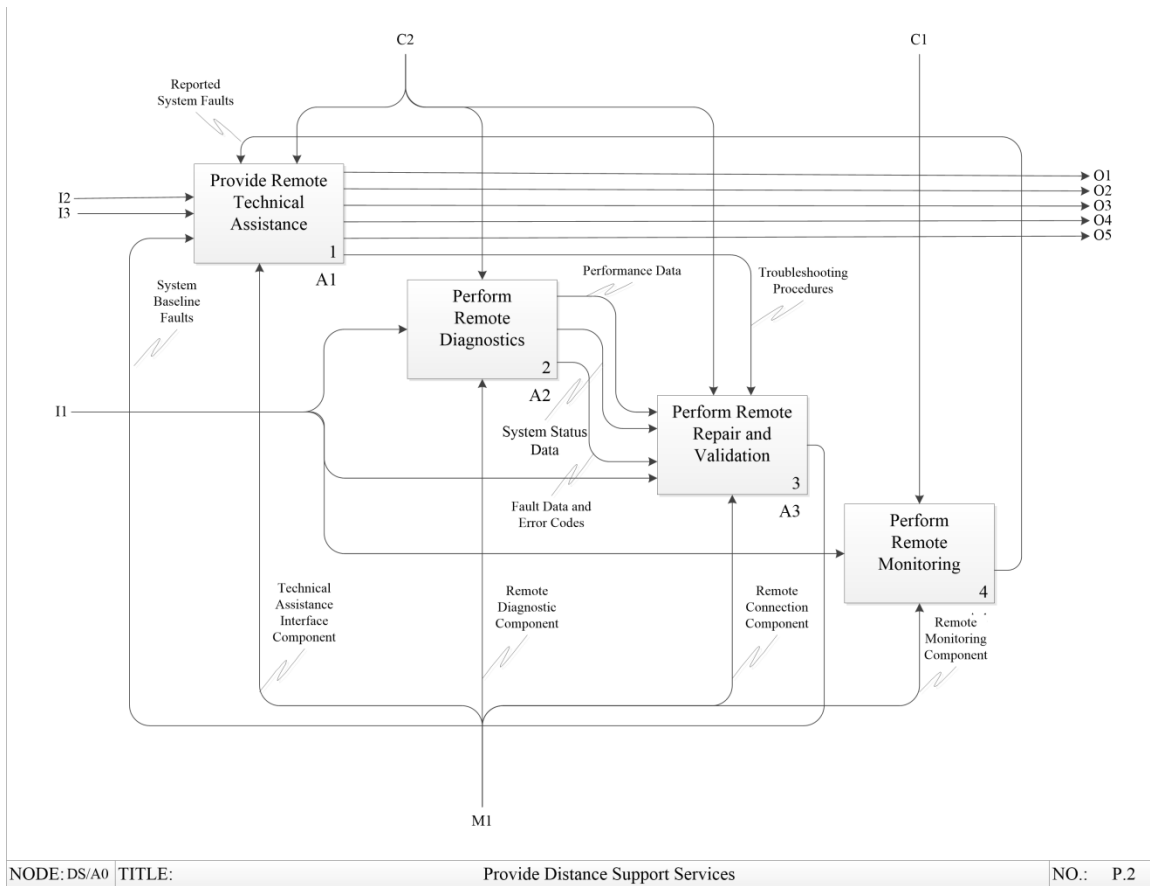 C2
C1
Reported
System Faults
Provide Remote
Technical
Assistance
1
A1
I2
I3
O1
O2
O3
O4
O5
System
Baseline
Faults
Perform
Remote
Diagnostics
2
A2
Performance Data
Troubleshooting
Procedures
I1
System Status
Data
Fault Data and
Error Codes
Perform Remote
Repair and
Validation
3
A3
Perform
Remote
Monitoring
4
Technical
Assistance
Interface
Component
Remote
Diagnostic
Component
Remote
Connection
Component
Remote
Monitoring
Component
M1
NODE: DS/A0 TITLE: Provide Distance Support Services NO.: P.2